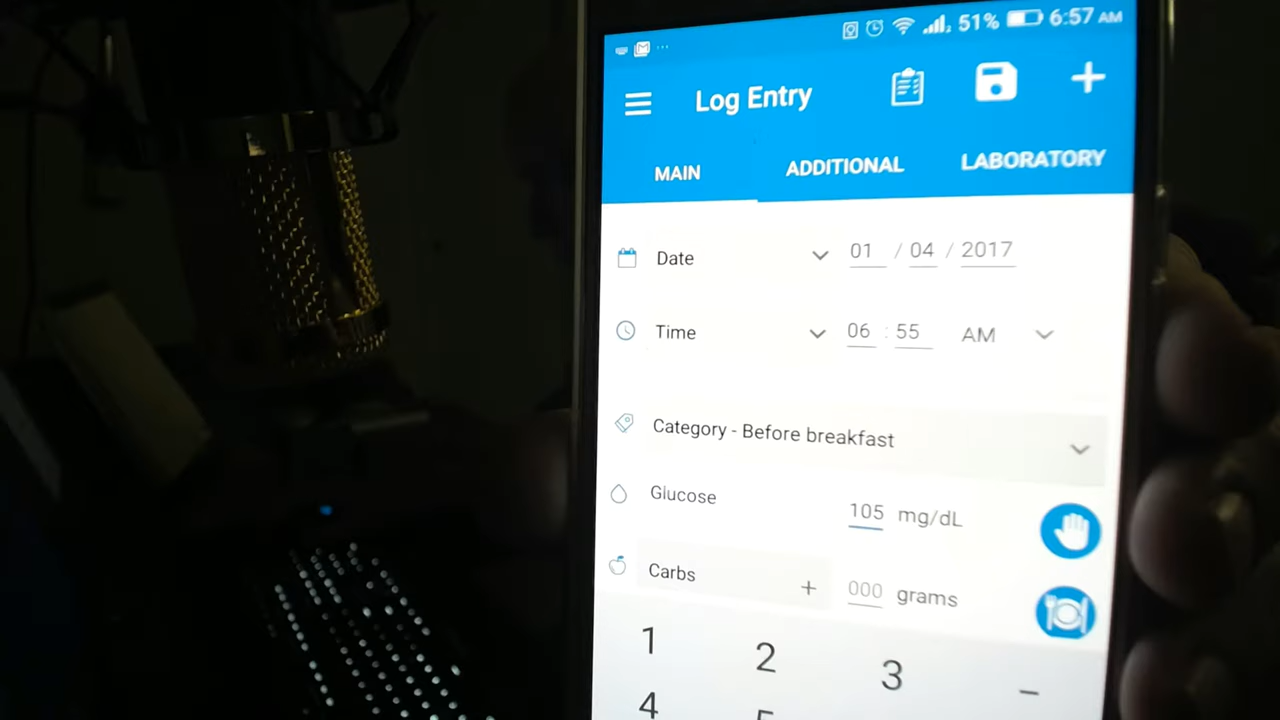 51% 6:57 AM
Log Entry
MAIN ADDITIONAL LABORATORY
Date 01 / 04 / 2017
Time 06 : 55 AM
Category - Before breakfast
Glucose 105 mg/dL
Carbs + 000 grams
1 2 3 -
4 5